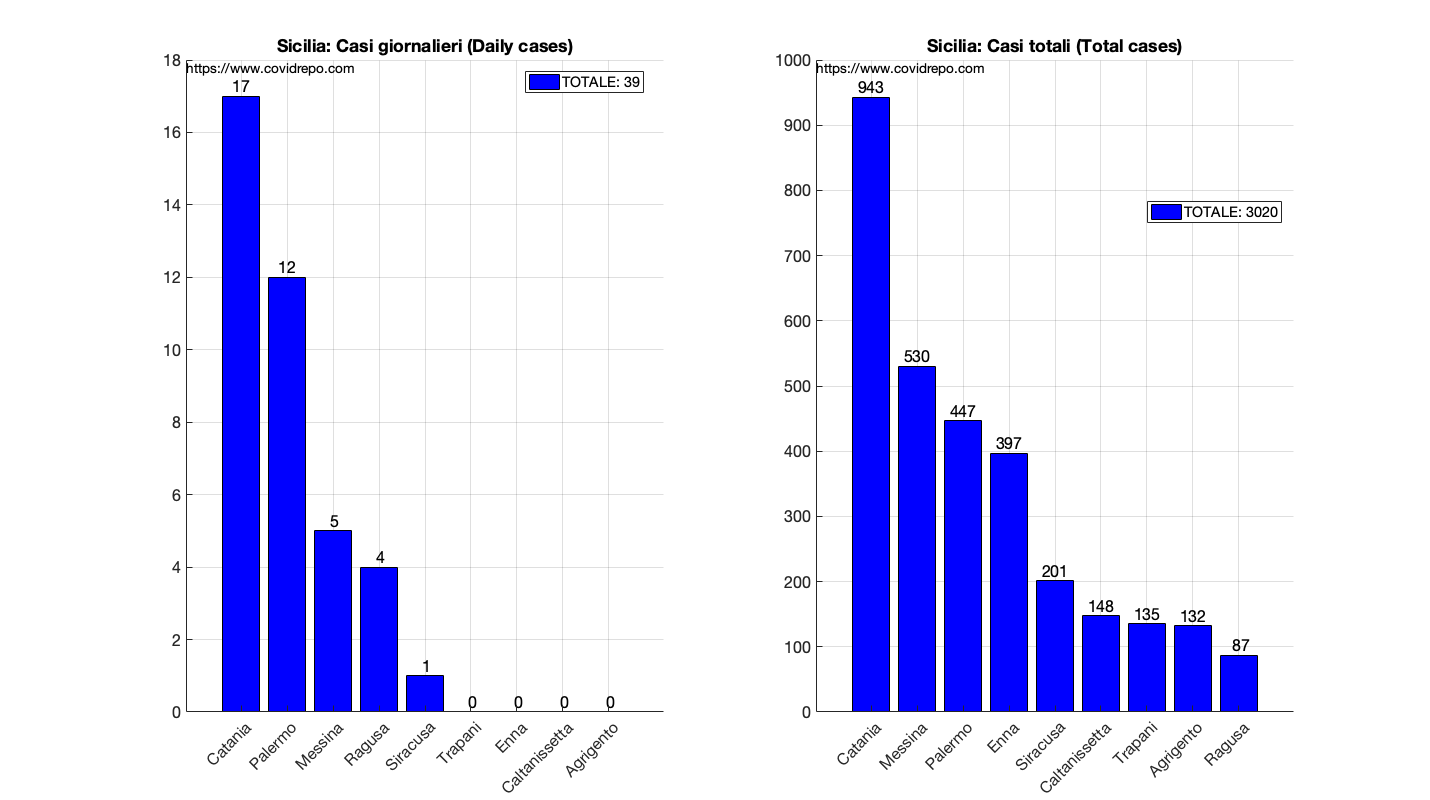 Sicilia: Casi giornalieri (Daily cases)
https://www.covidrepo.com
TOTALE: 39
18
16
14
12
10
8
6
4
2
0
17
12
5
4
1
0
0
0
0
Catania
Palermo
Messina
Ragusa
Siracusa
Trapani
Enna
Caltanissetta
Agrigento
Sicilia: Casi totali (Total cases)
https://www.covidrepo.com
TOTALE: 3020
1000
900
800
700
600
500
400
300
200
100
0
943
530
447
397
201
148
135
132
87
Catania
Messina
Palermo
Enna
Siracusa
Caltanissetta
Trapani
Agrigento
Ragusa